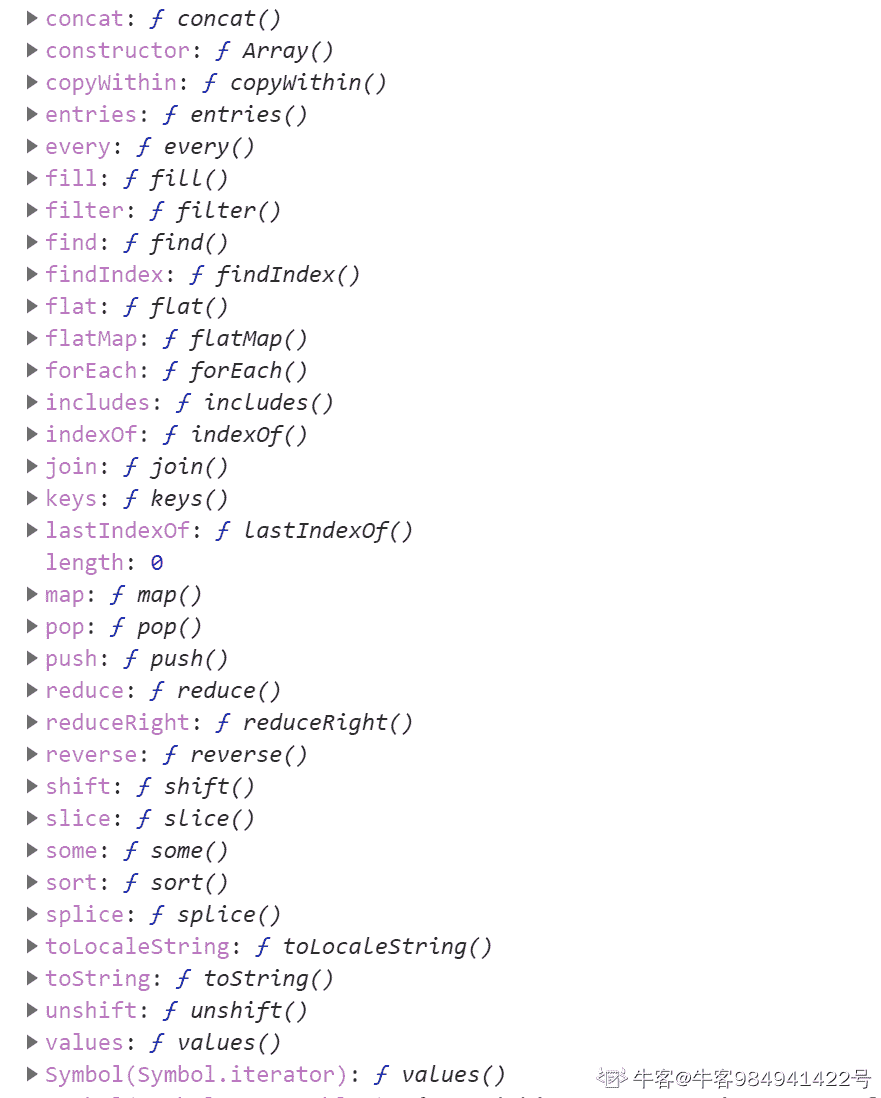 concat: ƒ concat()
constructor: ƒ Array()
copyWithin: ƒ copyWithin()
entries: ƒ entries()
every: ƒ every()
fill: ƒ fill()
filter: ƒ filter()
find: ƒ find()
findIndex: ƒ findIndex()
flat: ƒ flat()
flatMap: ƒ flatMap()
forEach: ƒ forEach()
includes: ƒ includes()
indexOf: ƒ indexOf()
join: ƒ join()
keys: ƒ keys()
lastIndexOf: ƒ lastIndexOf()
length: 0
map: ƒ map()
pop: ƒ pop()
push: ƒ push()
reduce: ƒ reduce()
reduceRight: ƒ reduceRight()
reverse: ƒ reverse()
shift: ƒ shift()
slice: ƒ slice()
some: ƒ some()
sort: ƒ sort()
splice: ƒ splice()
toLocaleString: ƒ toLocaleString()
toString: ƒ toString()
unshift: ƒ unshift()
values: ƒ values()
Symbol(Symbol.iterator): ƒ values()
牛客@牛客984941422号